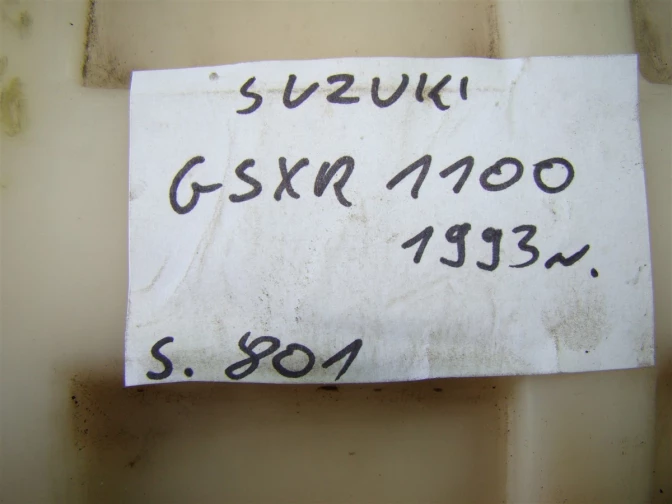 SUZUKI
GSXR 1100
1993r.
S. 801